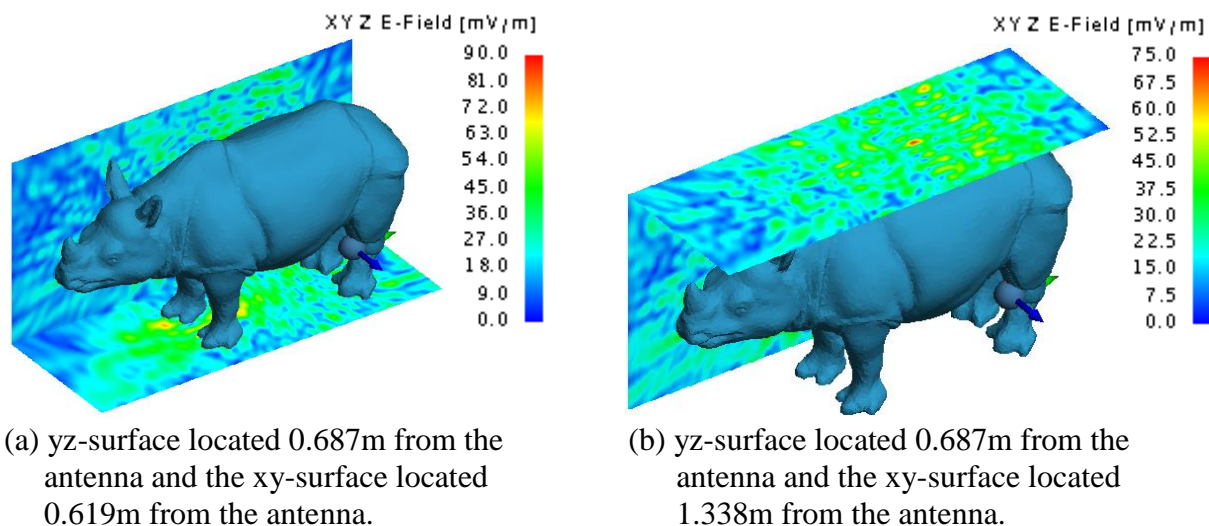 XYZ E-Field [mV/m]
90.0
81.0
72.0
63.0
54.0
45.0
36.0
27.0
18.0
9.0
0.0
XYZ E-Field [mV/m]
75.0
67.5
60.0
52.5
45.0
37.5
30.0
22.5
15.0
7.5
0.0
(a) yz-surface located 0.687m from the
antenna and the xy-surface located
0.619m from the antenna.
(b) yz-surface located 0.687m from the
antenna and the xy-surface located
1.338m from the antenna.